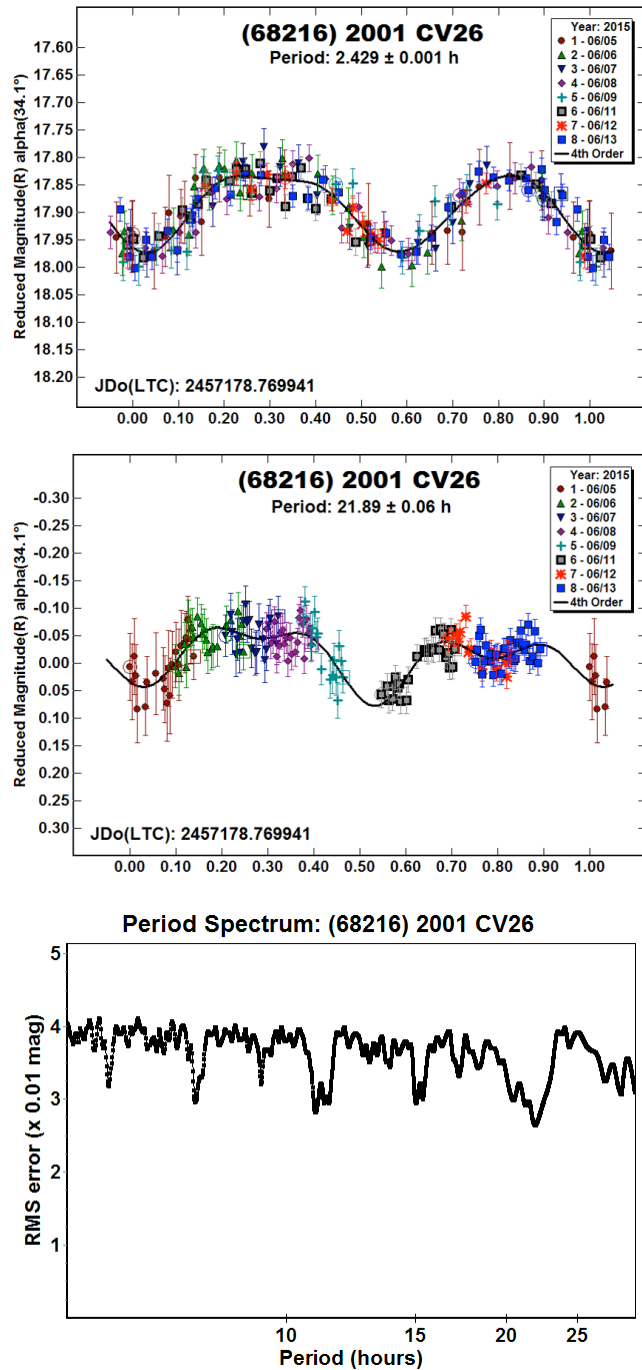 (68216) 2001 CV26
Period: 2.429 ± 0.001 h
Year: 2015
1 - 06/05
2 - 06/06
3 - 06/07
4 - 06/08
5 - 06/09
6 - 06/11
7 - 06/12
8 - 06/13
4th Order
Reduced Magnitude(R) alpha(34.1°)
17.60
17.65
17.70
17.75
17.80
17.85
17.90
17.95
18.00
18.05
18.10
18.15
18.20
JDo(LTC): 2457178.769941
0.00 0.10 0.20 0.30 0.40 0.50 0.60 0.70 0.80 0.90 1.00
(68216) 2001 CV26
Period: 21.89 ± 0.06 h
Year: 2015
1 - 06/05
2 - 06/06
3 - 06/07
4 - 06/08
5 - 06/09
6 - 06/11
7 - 06/12
8 - 06/13
4th Order
Reduced Magnitude(R) alpha(34.1°)
-0.30
-0.25
-0.20
-0.15
-0.10
-0.05
0.00
0.05
0.10
0.15
0.20
0.25
0.30
JDo(LTC): 2457178.769941
0.00 0.10 0.20 0.30 0.40 0.50 0.60 0.70 0.80 0.90 1.00
Period Spectrum: (68216) 2001 CV26
RMS error (x 0.01 mag)
5
4
3
2
1
10 15 20 25
Period (hours)